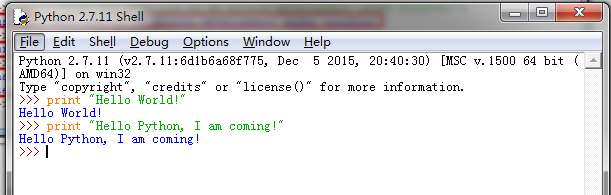 Python 2.7.11 Shell
File Edit Shell Debug Options Window Help
Python 2.7.11 (v2.7.11:6d1b6a68f775, Dec  5 2015, 20:40:30) [MSC v.1500 64 bit (
AMD64)] on win32
Type "copyright", "credits" or "license()" for more information.
>>> print "Hello World!"
Hello World!
>>> print "Hello Python, I am coming!"
Hello Python, I am coming!
>>>